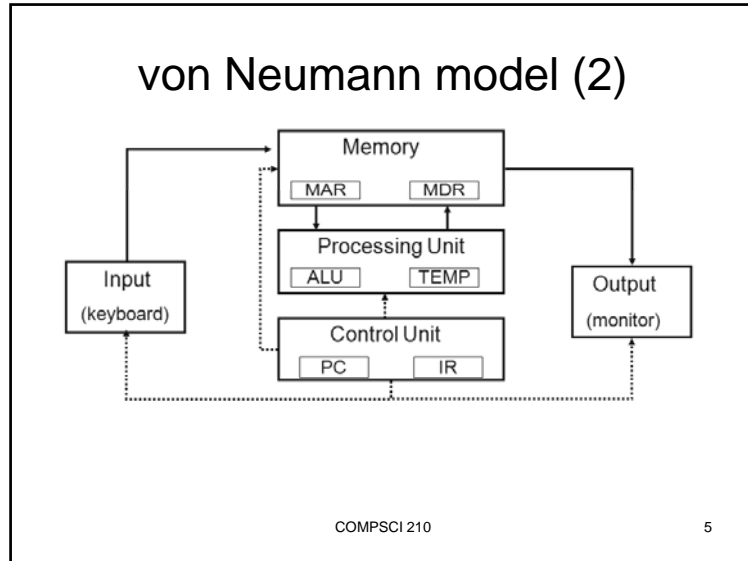 von Neumann model (2)
Memory
MAR MDR
Processing Unit
ALU TEMP
Input
(keyboard)
Output
(monitor)
Control Unit
PC IR
COMPSCI 210 5